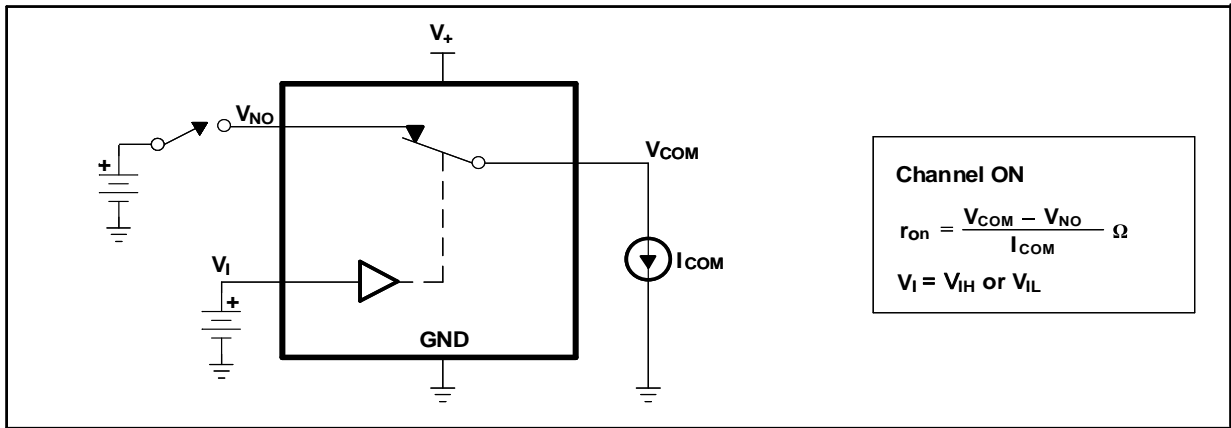 V+
VNO
+
VCOM
ICOM
VI
+
GND
Channel ON
ron = VCOM – VNO / ICOM Ω
VI = VIH or VIL